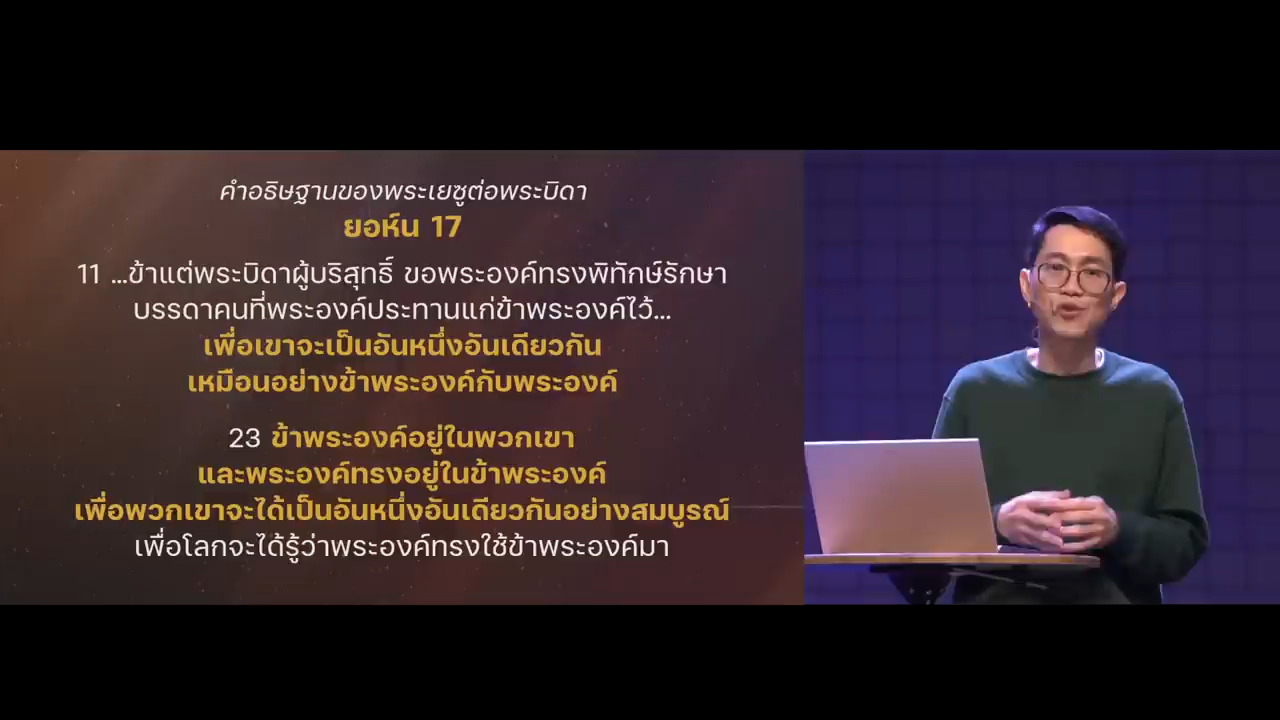 คำอธิษฐานของพระเยซูต่อพระบิดา
ยอห์น 17
11 ...ข้าแต่พระบิดาผู้บริสุทธิ์ ขอพระองค์ทรงพิทักษ์รักษา
บรรดาคนที่พระองค์ประทานแก่ข้าพระองค์ไว้...
เพื่อเขาจะเป็นอันหนึ่งอันเดียวกัน
เหมือนอย่างข้าพระองค์กับพระองค์
23 ข้าพระองค์อยู่ในพวกเขา
และพระองค์ทรงอยู่ในข้าพระองค์
เพื่อพวกเขาจะได้เป็นอันหนึ่งอันเดียวกันอย่างสมบูรณ์
เพื่อโลกจะได้รู้ว่าพระองค์ทรงใช้ข้าพระองค์มา